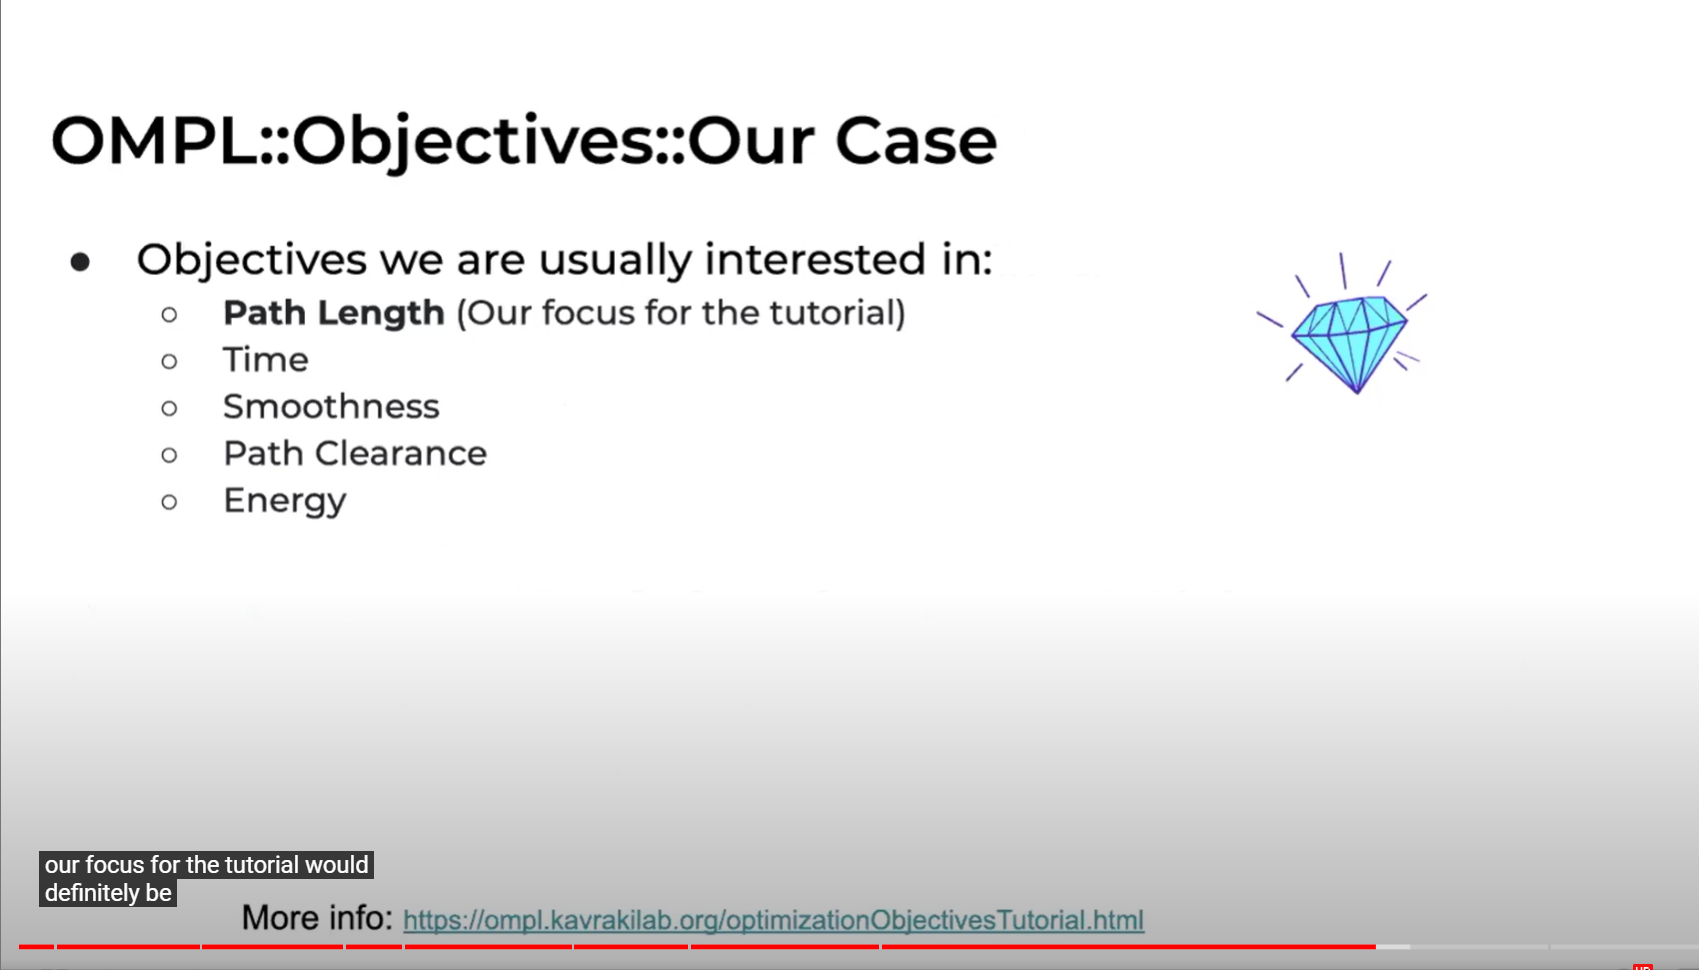 OMPL::Objectives::Our Case
● Objectives we are usually interested in:
○ Path Length (Our focus for the tutorial)
○ Time
○ Smoothness
○ Path Clearance
○ Energy
our focus for the tutorial would
definitely be
More info: https://ompl.kavrakilab.org/optimizationObjectivesTutorial.html